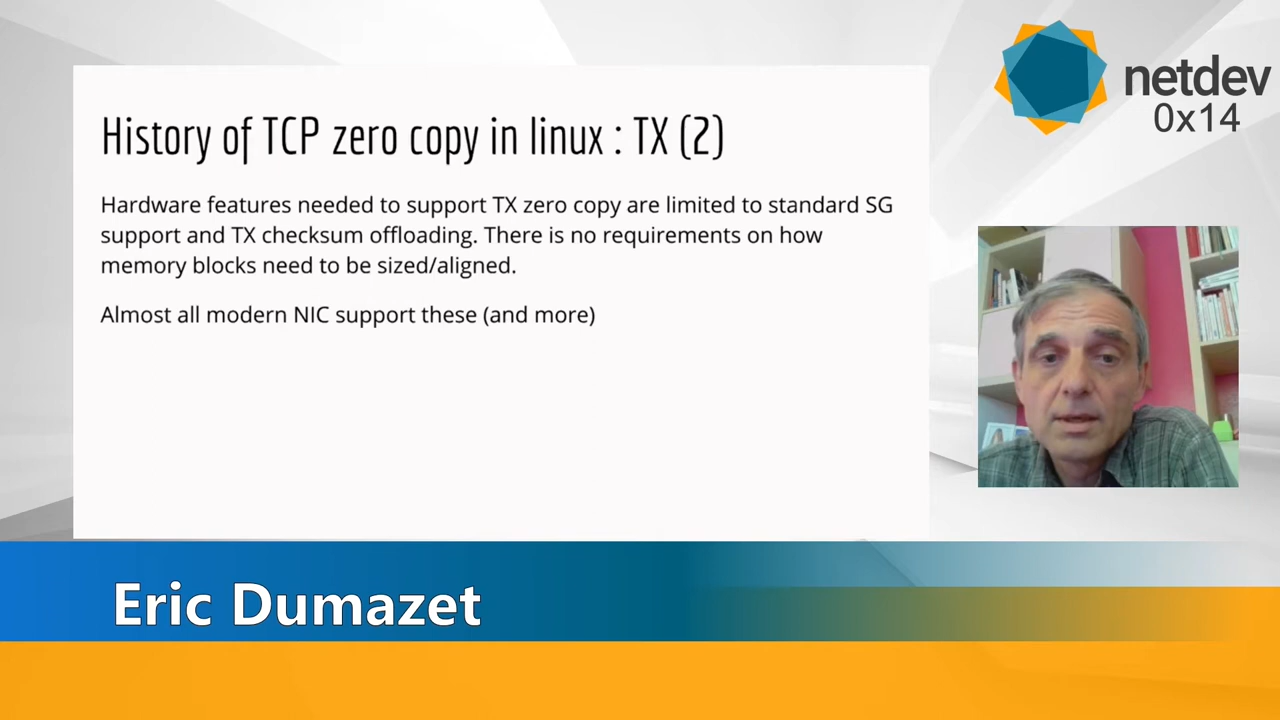 History of TCP zero copy in linux : TX (2)
Hardware features needed to support TX zero copy are limited to standard SG
support and TX checksum offloading. There is no requirements on how
memory blocks need to be sized/aligned.
Almost all modern NIC support these (and more)
netdev
0x14
Eric Dumazet